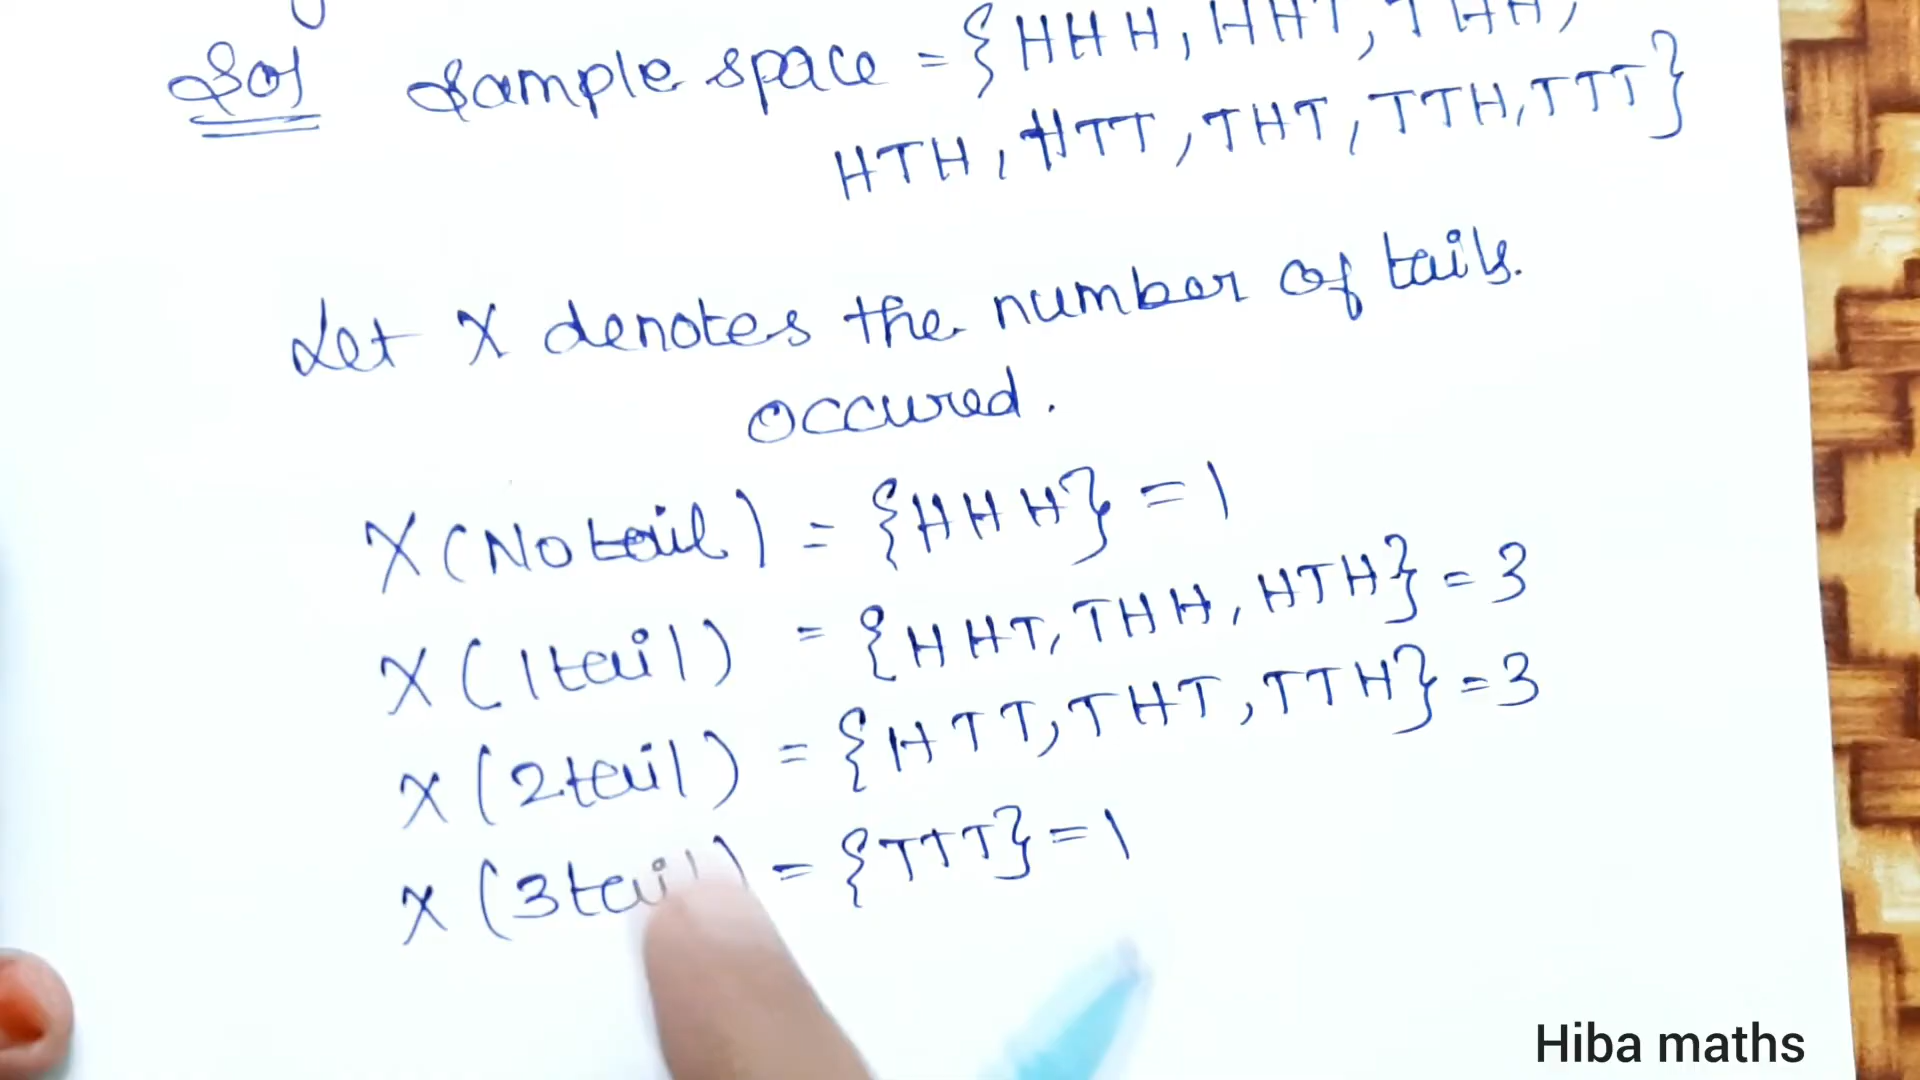 Sol Sample space = {HHH, HHT, THH,
HTH, HTT, THT, TTH, TTT}
Let X denotes the number of tails.
occured.
X (No tail) = {HHH} = 1
X (1 tail) = {HHT, THH, HTH} = 3
X (2 tail) = {HTT, THT, TTH} = 3
X (3 tail) = {TTT} = 1
Hiba maths